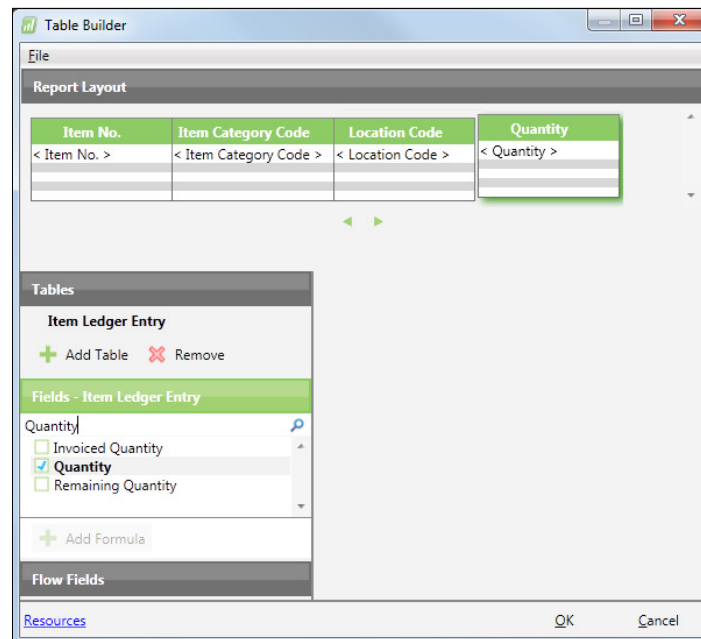 Table Builder
File
Report Layout
Item No. Item Category Code Location Code Quantity
< Item No. > < Item Category Code > < Location Code > < Quantity >
Tables
Item Ledger Entry
Add Table Remove
Fields - Item Ledger Entry
Quantity
Invoiced Quantity
Quantity
Remaining Quantity
Add Formula
Flow Fields
Resources OK Cancel